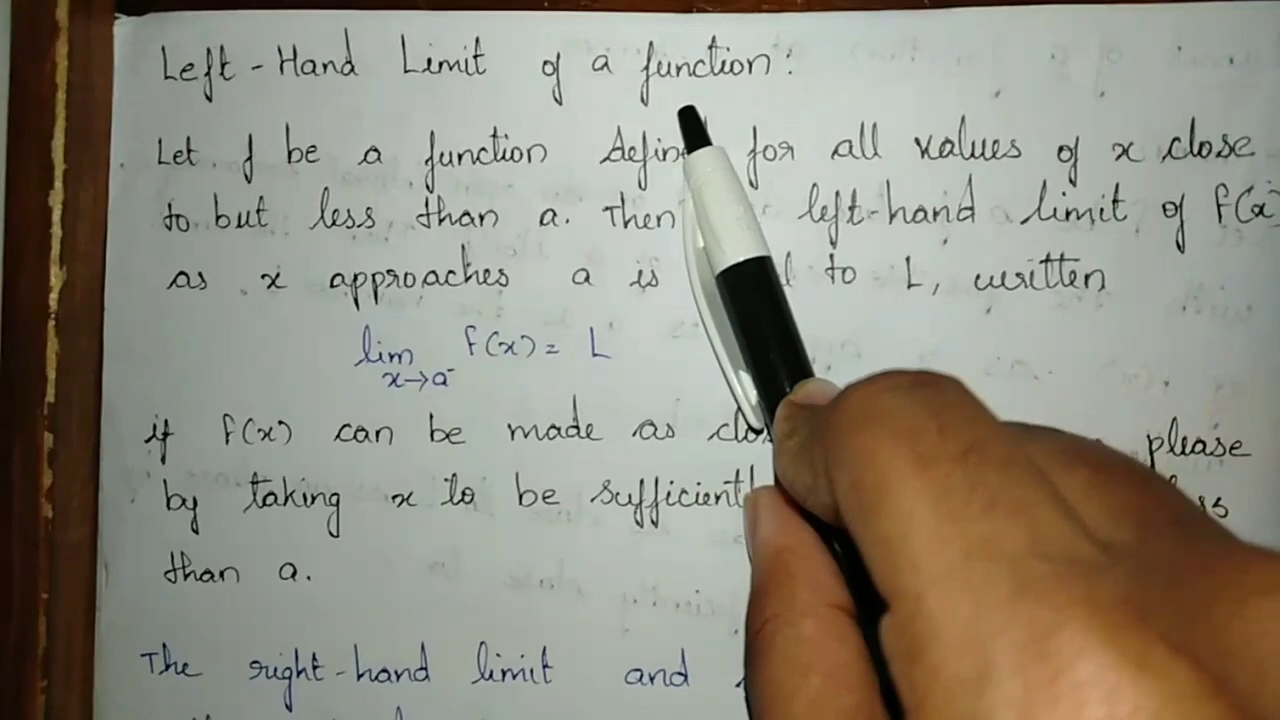 Left-Hand Limit of a function:
Let f be a function defin for all values of x close
to but less than a. Then left-hand limit of f(x)
as x approaches a is to L, written
lim f(x) = L
x→a⁻
if f(x) can be made as please
by taking x to be
than a.
The right-hand limit and